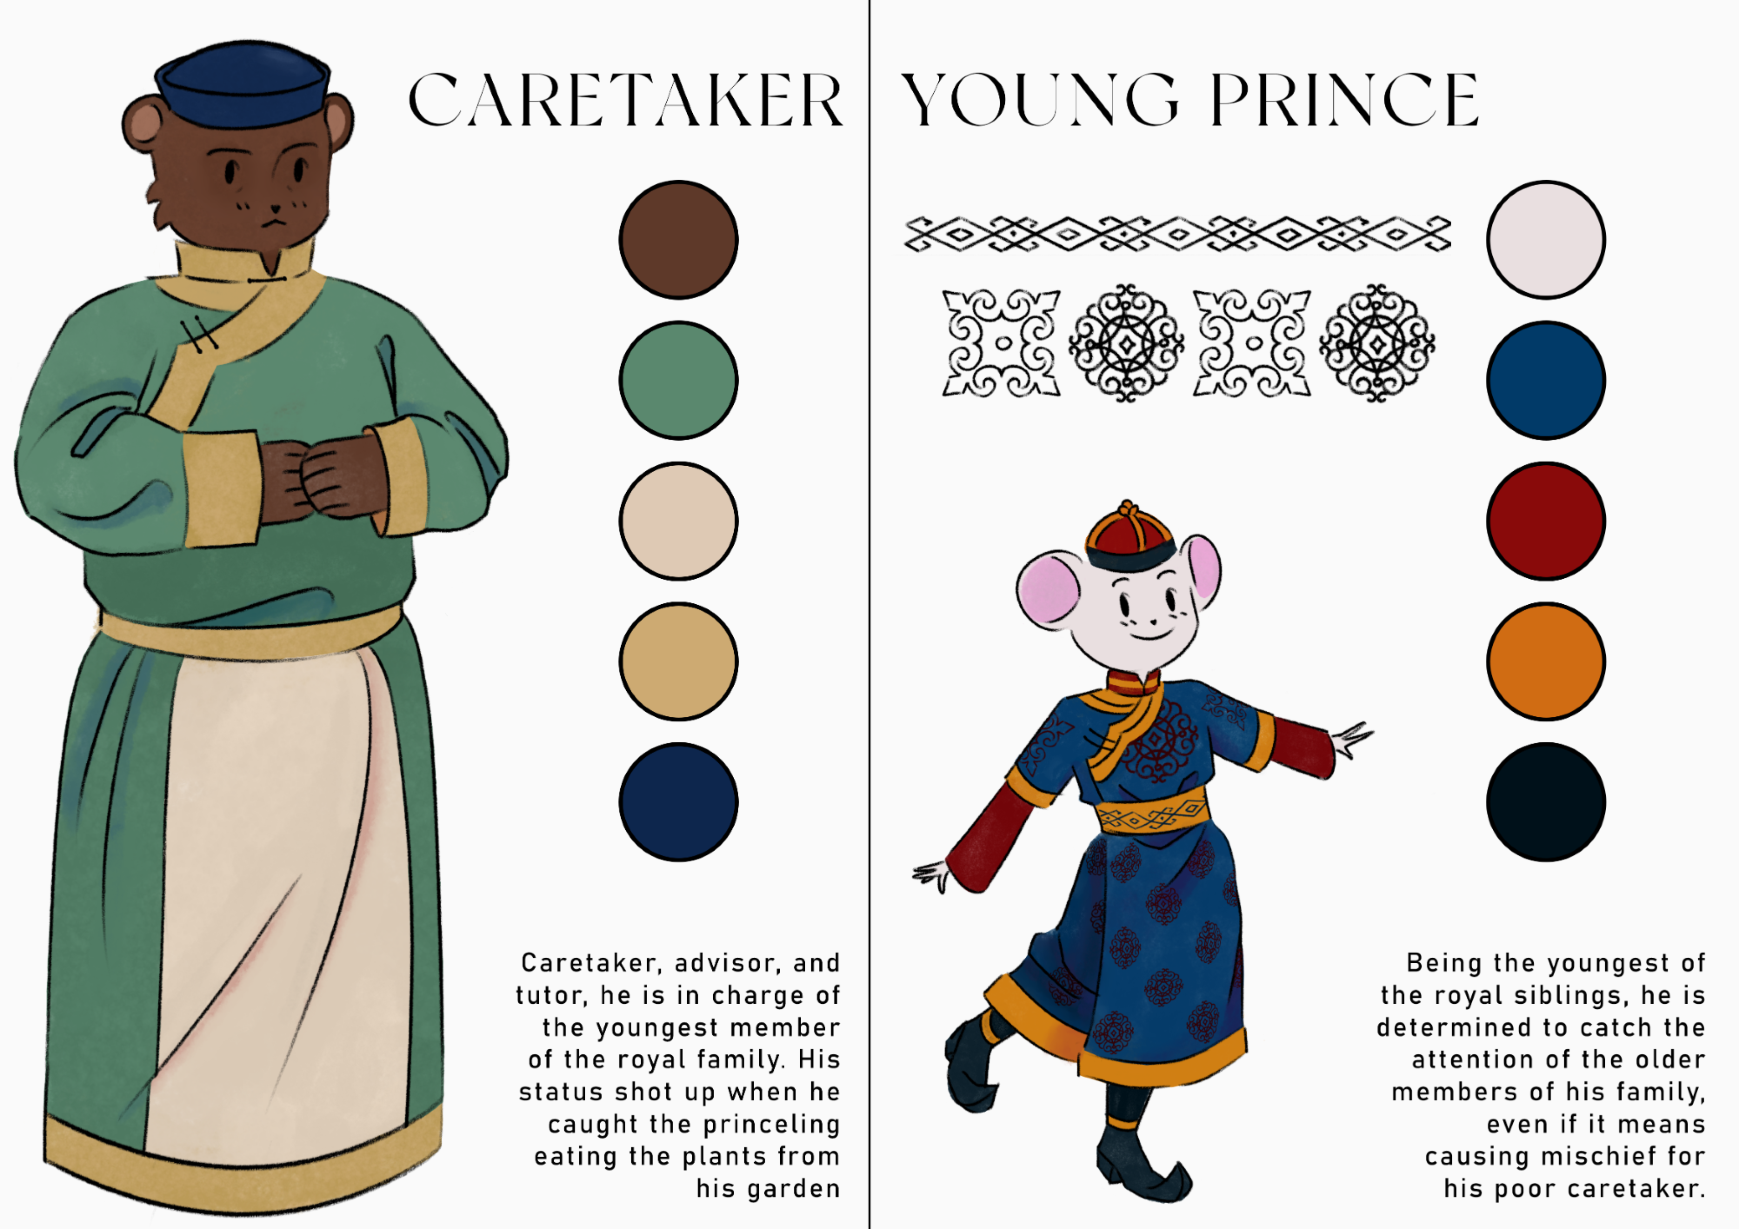 CARETAKER
Caretaker, advisor, and
tutor, he is in charge of
the youngest member
of the royal family. His
status shot up when he
caught the princeling
eating the plants from
his garden
YOUNG PRINCE
Being the youngest of
the royal siblings, he is
determined to catch the
attention of the older
members of his family,
even if it means
causing mischief for
his poor caretaker.